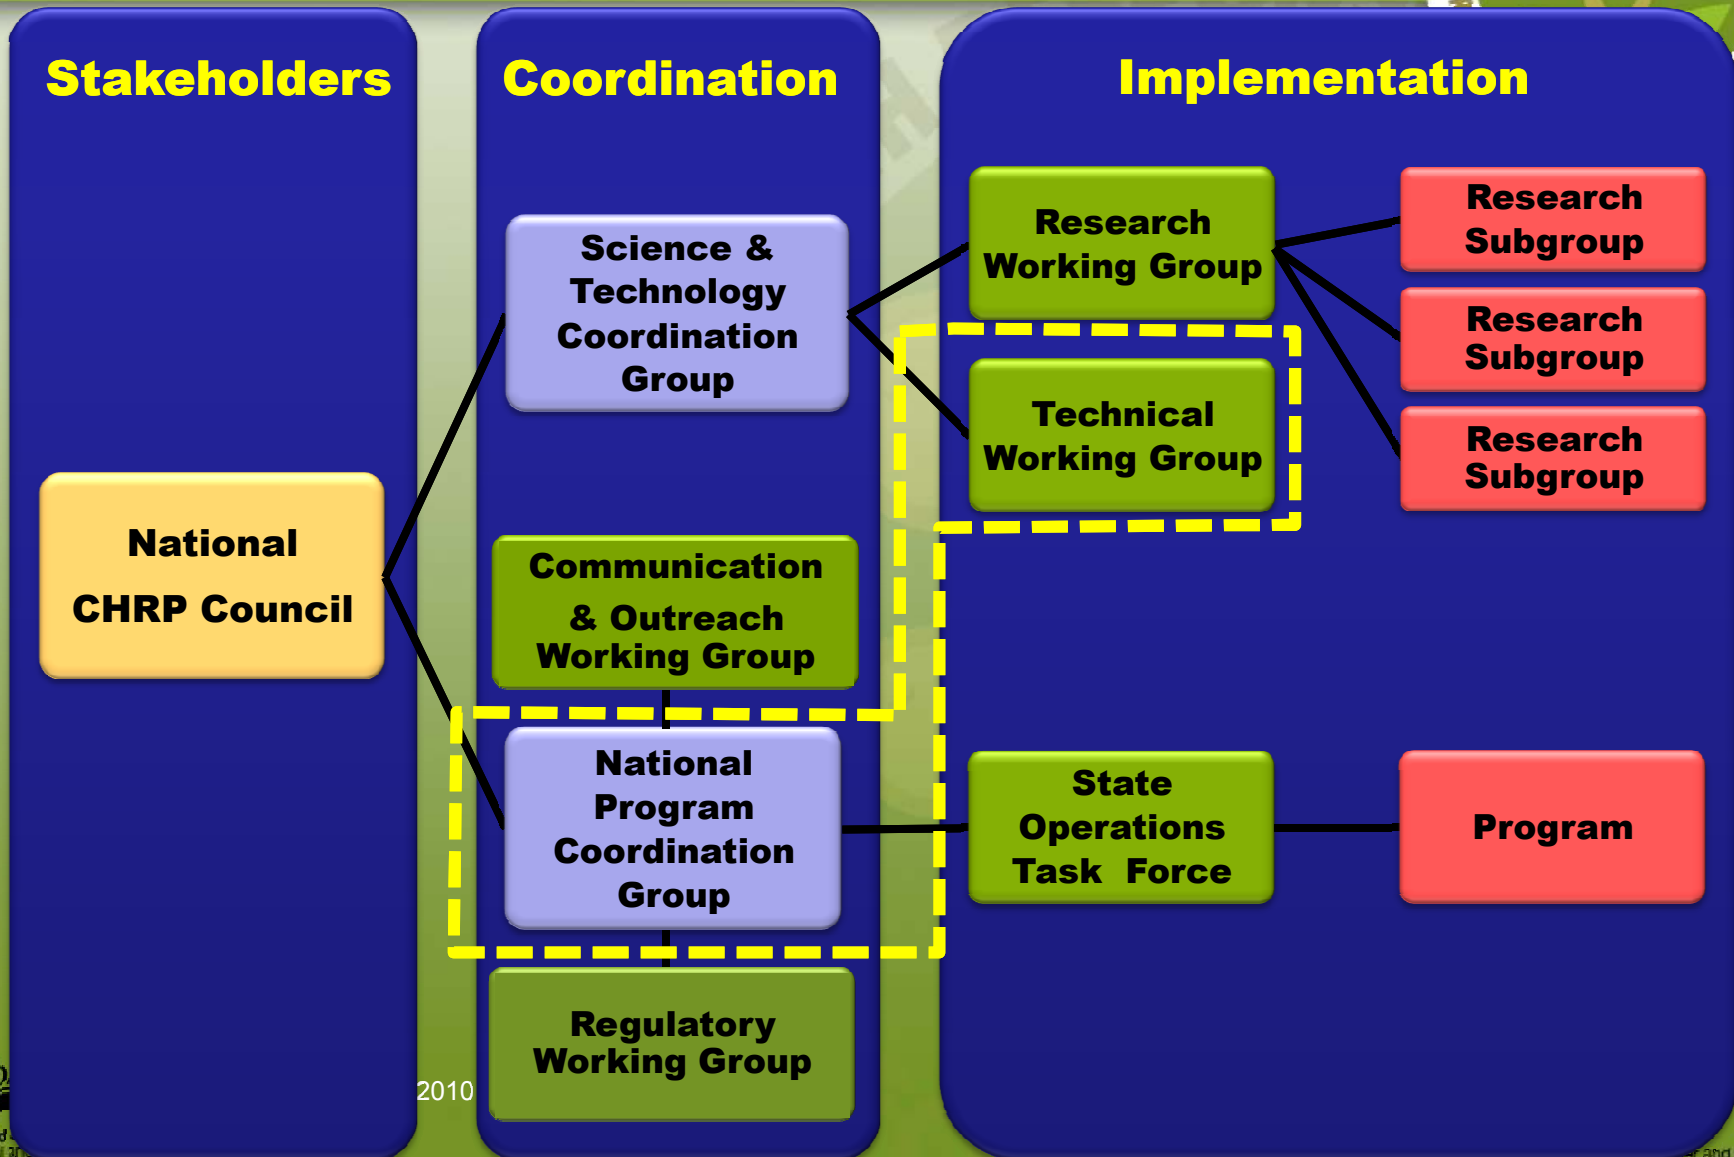 Stakeholders
Coordination
Implementation
National
CHRP Council
Science &
Technology
Coordination
Group
Communication
& Outreach
Working Group
National
Program
Coordination
Group
Regulatory
Working Group
Research
Working Group
Technical
Working Group
State
Operations
Task Force
Research
Subgroup
Research
Subgroup
Research
Subgroup
Program
2010